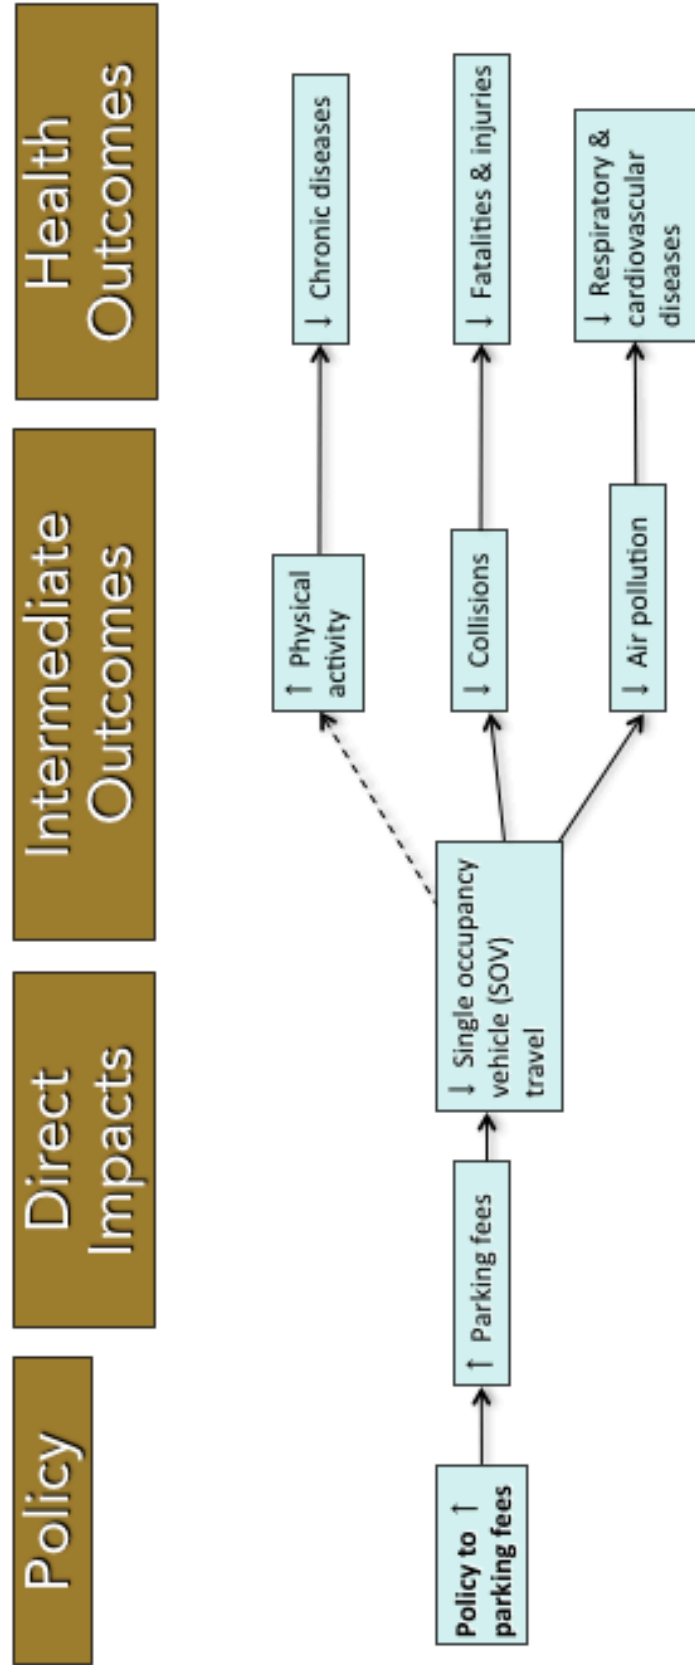 Policy
Direct
Impacts
Intermediate
Outcomes
Health
Outcomes
Policy to ↑
parking fees
↑ Parking fees
↓ Single occupancy
vehicle (SOV)
travel
↑ Physical
activity
↓ Collisions
↓ Air pollution
↓ Chronic diseases
↓ Fatalities & injuries
↓ Respiratory &
cardiovascular
diseases